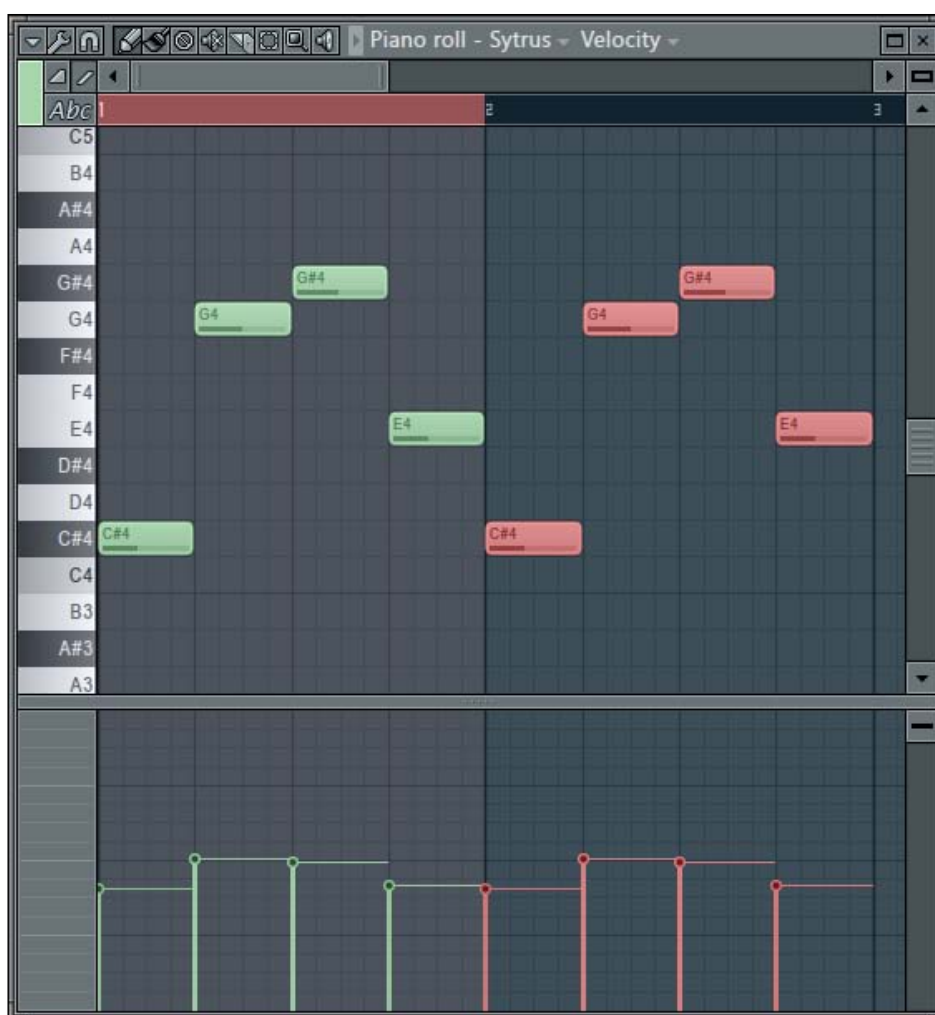 Piano roll - Sytrus Velocity
Abc 1 2 3
C5
B4
A#4
A4
G#4 G#4 G#4
G4 G4 G4
F#4
F4
E4 E4 E4
D#4
D4
C#4 C#4 C#4
C4
B3
A#3
A3